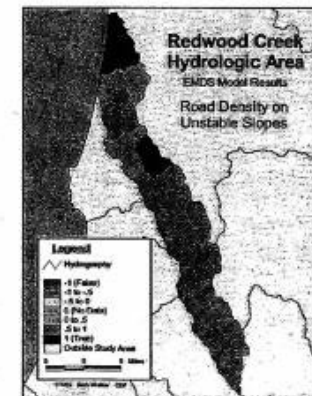 Redwood Creek
Hydrologic Area
EMDS Model Results
Road Density on
Unstable Slopes
Legend
Hydrography
-1 (False)
-1 to -.5
-.5 to 0
0 (No Data)
0 to .5
.5 to 1
1 (True)
Outside Study Area
Miles